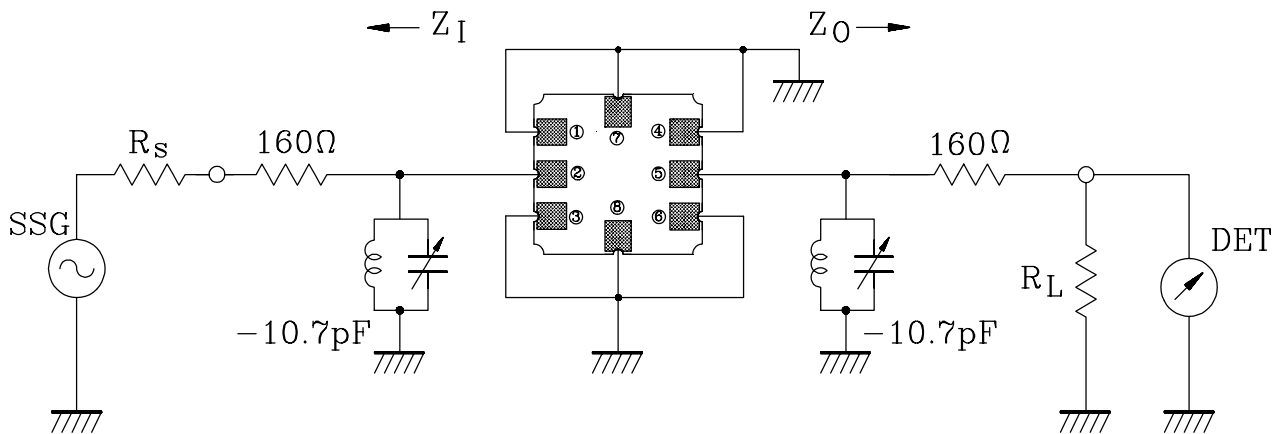 Z_I Z_O
R_s 160Ω 160Ω
① ⑦ ④
② ⑤
③ ⑧ ⑥
SSG DET
R_L
−10.7pF −10.7pF